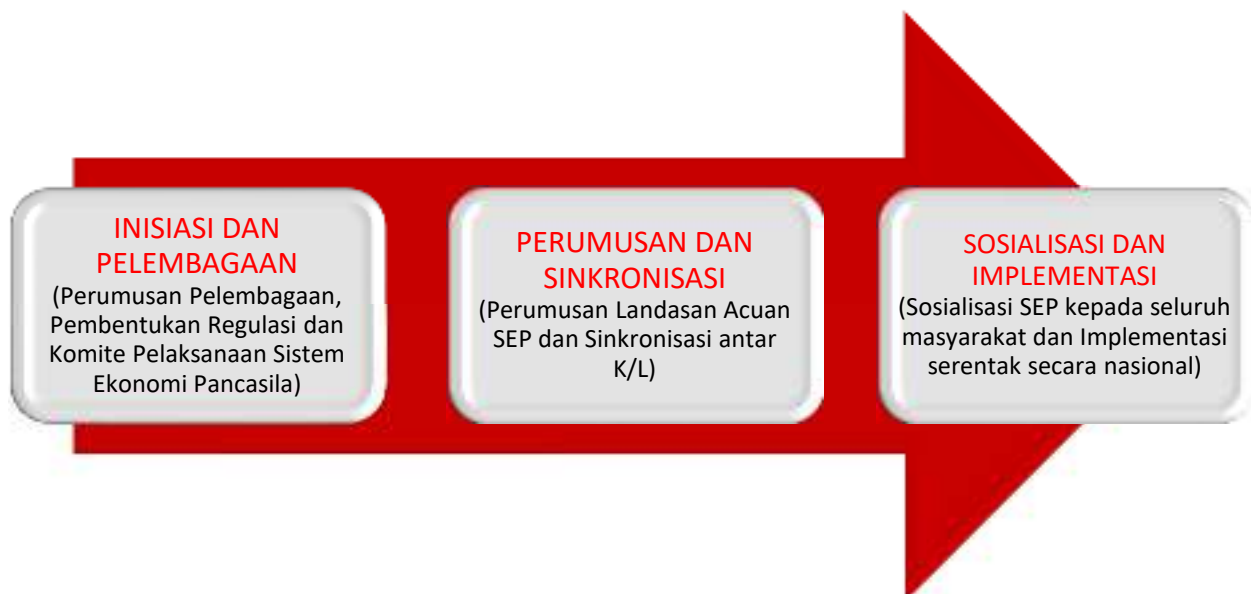 INISIASI DAN
PELEMBAGAAN
(Perumusan Pelembagaan,
Pembentukan Regulasi dan
Komite Pelaksanaan Sistem
Ekonomi Pancasila)
PERUMUSAN DAN
SINKRONISASI
(Perumusan Landasan Acuan
SEP dan Sinkronisasi antar
K/L)
SOSIALISASI DAN
IMPLEMENTASI
(Sosialisasi SEP kepada seluruh
masyarakat dan Implementasi
serentak secara nasional)